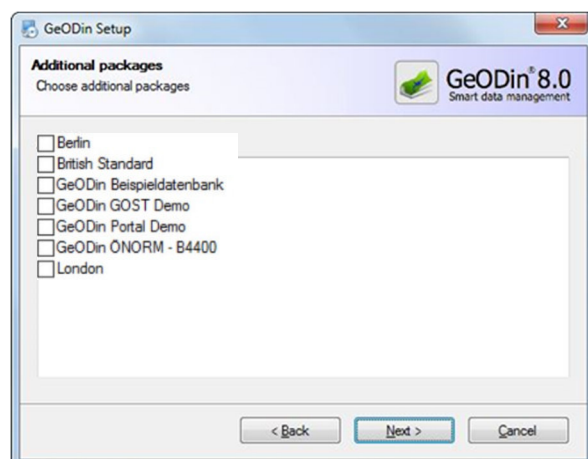 GeODin Setup
Additional packages
Choose additional packages
GeODin® 8.0
Smart data management
Berlin
British Standard
GeODin Beispieldatenbank
GeODin GOST Demo
GeODin Portal Demo
GeODin ÖNORM - B4400
London
< Back
Next >
Cancel